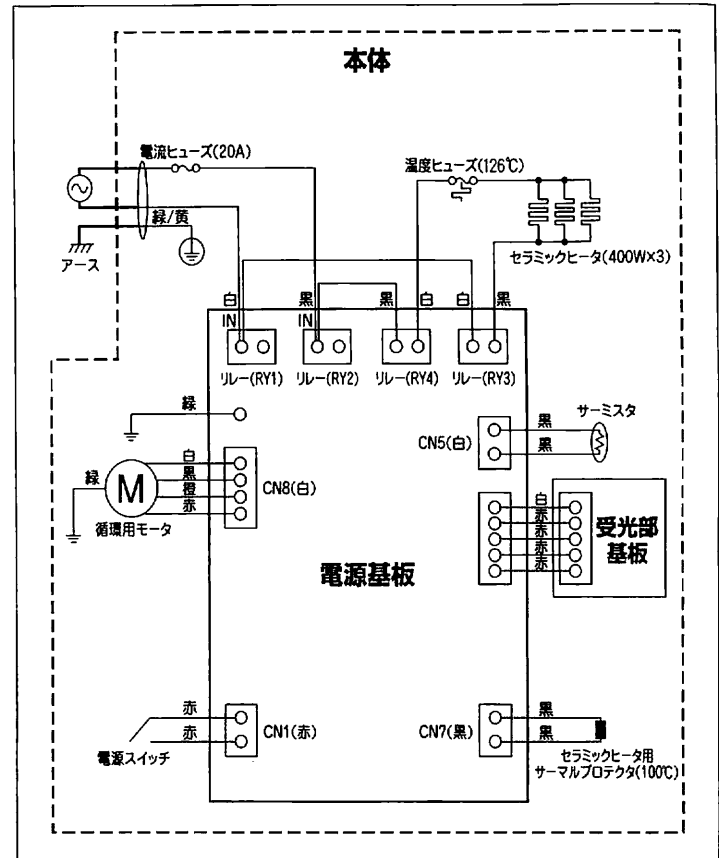 本体
電流ヒューズ(20A)
温度ヒューズ(126℃)
緑/黄
アース
セラミックヒータ(400W×3)
白 黒 黒 白 白 黒
IN IN
リレー(RY1) リレー(RY2) リレー(RY4) リレー(RY3)
緑
サーミスタ
黒
黒
CN5(白)
白
黒
橙
赤
CN8(白)
緑
M
循環用モータ
白
赤
赤
赤
赤
受光部
基板
電源基板
赤
赤
CN1(赤)
電源スイッチ
黒
黒
CN7(黒)
セラミックヒータ用
サーマルプロテクタ(100℃)